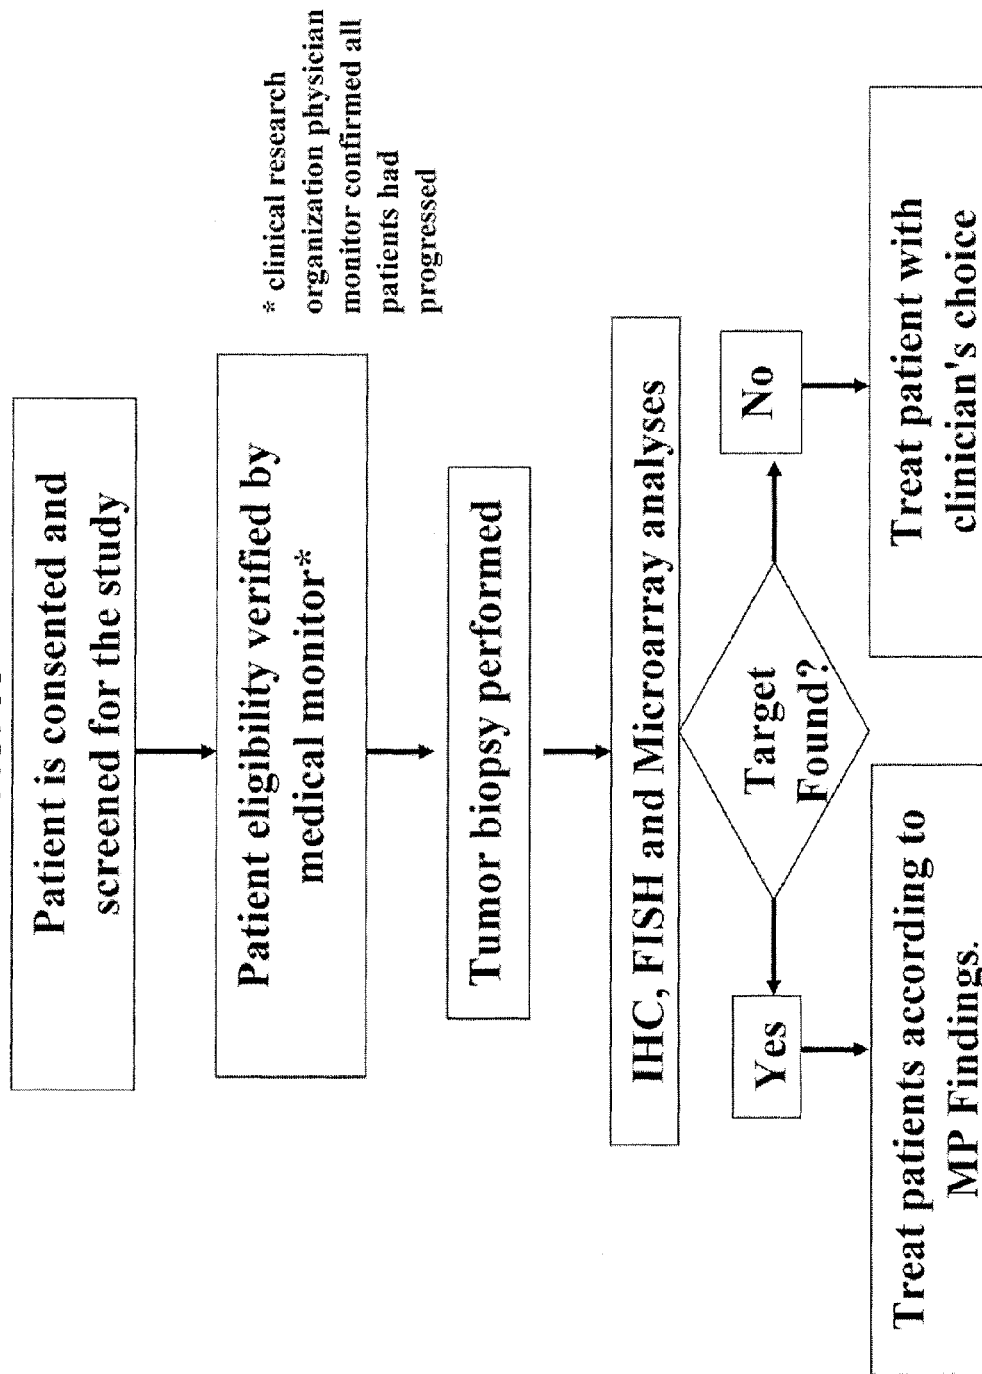 Patient is consented and
screened for the study
Patient eligibility verified by
medical monitor*
* clinical research
organization physician
monitor confirmed all
patients had
progressed
Tumor biopsy performed
IHC, FISH and Microarray analyses
Target
Found?
Yes
No
Treat patients according to
MP Findings.
Treat patient with
clinician's choice